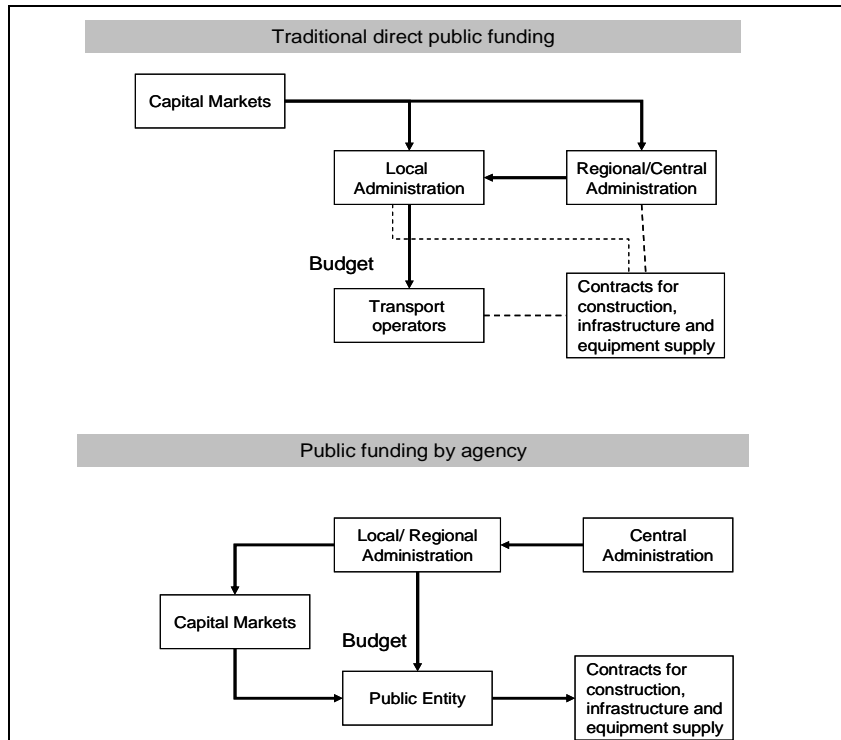 Traditional direct public funding
Capital Markets
Local
Administration
Regional/Central
Administration
Budget
Transport
operators
Contracts for
construction,
infrastructure and
equipment supply
Public funding by agency
Local/ Regional
Administration
Central
Administration
Capital Markets
Budget
Public Entity
Contracts for
construction,
infrastructure and
equipment supply